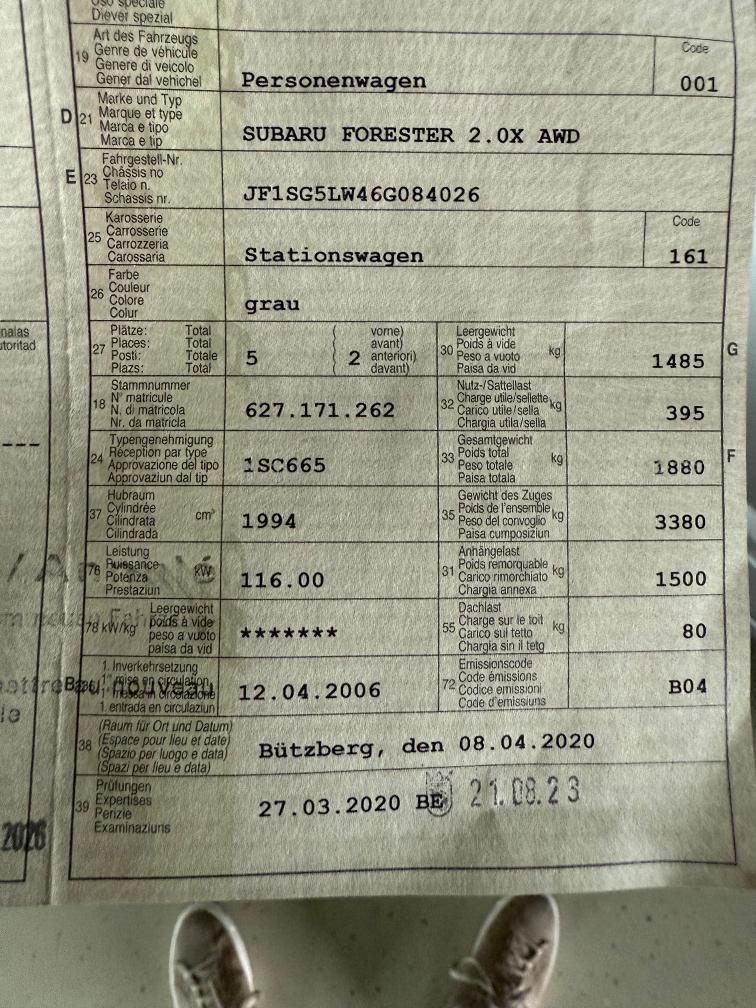 Uso speciale
Diever spezial
19 Art des Fahrzeugs
Genre de véhicule
Genere di veicolo
Gener dal vehichel
Personenwagen
Code
001
D 21 Marke und Typ
Marque et type
Marca e tipo
Marca e tip
SUBARU FORESTER 2.0X AWD
E 23 Fahrgestell-Nr.
Châssis no
Telaio n.
Schassis nr.
JF1SG5LW46G084026
25 Karosserie
Carrosserie
Carrozzeria
Carossaria
Stationswagen
Code
161
26 Farbe
Couleur
Colore
Colur
grau
27 Plätze: Total
Places: Total
Posti: Totale
Plazs: Total
5
( vorne)
( avant)
( 2 anteriori)
( davant)
30 Leergewicht
Poids à vide
Peso a vuoto kg
Paisa da vid
1485
G
18 Stammnummer
N° matricule
N. di matricola
Nr. da matricla
627.171.262
32 Nutz-/Sattellast
Charge utile/sellette kg
Carico utile/sella
Chargia utila/sella
395
24 Typengenehmigung
Réception par type
Approvazione del tipo
Approvaziun dal tip
1SC665
33 Gesamtgewicht
Poids total kg
Peso totale
Paisa totala
1880
F
37 Hubraum
Cylindrée cm³
Cilindrata
Cilindrada
1994
35 Gewicht des Zuges
Poids de l'ensemble
Peso del convoglio kg
Paisa cumposiziun
3380
76 Leistung
Puissance kW
Potenza
Prestaziun
116.00
31 Anhängelast
Poids remorquable kg
Carico rimorchiato
Chargia annexa
1500
78 kW/kg Leergewicht
poids à vide
peso a vuoto
paisa da vid
*******
55 Dachlast
Charge sur le toit kg
Carico sul tetto
Chargia sin il tetg
80
1. Inverkehrsetzung
1re mise en circulation
messa in circolazione
1. entrada en circulaziun
12.04.2006
72 Emissionscode
Code émissions
Codice emissioni
Code d'emissiuns
B04
38 (Raum für Ort und Datum)
(Espace pour lieu et date)
(Spazio per luogo e data)
(Spazi per lieu e data)
Bützberg, den 08.04.2020
39 Prüfungen
Expertises
Perizie
Examinaziuns
27.03.2020 BE 21.08.23
2026